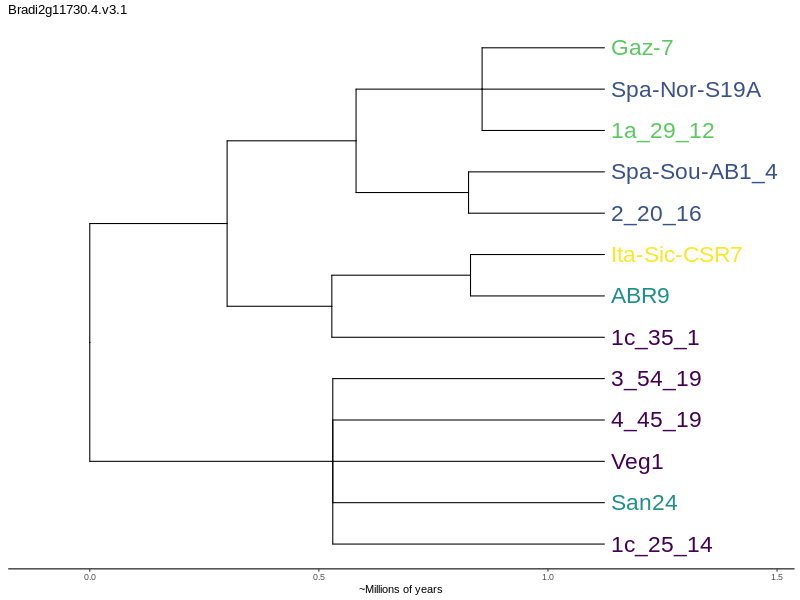 Bradi2g11730.4.v3.1
Gaz-7
Spa-Nor-S19A
1a_29_12
Spa-Sou-AB1_4
2_20_16
Ita-Sic-CSR7
ABR9
1c_35_1
3_54_19
4_45_19
Veg1
San24
1c_25_14
0.0 0.5 1.0 1.5
~Millions of years